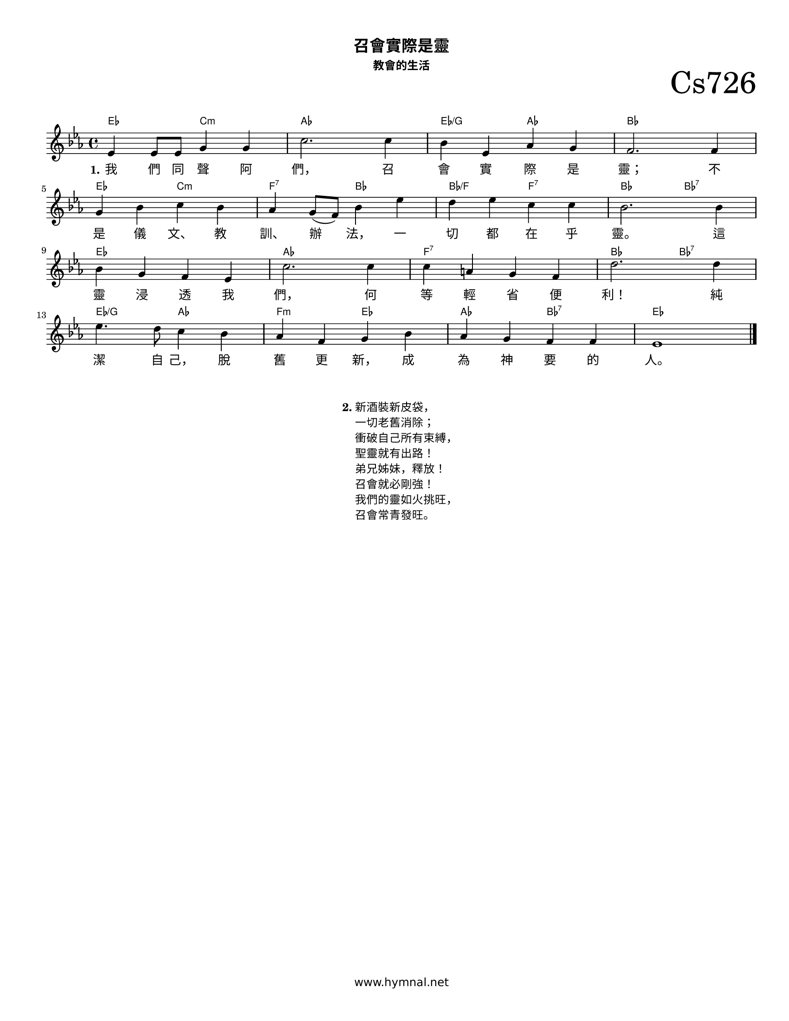 召會實際是靈
教會的生活
Cs726
E♭ Cm A♭ E♭/G E♭ A♭ B♭
1. 我 們 同 聲 阿 們， 召 會 實 際 是 靈； 不
5 E♭ Cm F7 B♭ B♭/F F7 B♭ B♭7
是 儀 文、 教 訓、 辦 法， 一 切 都 在 乎 靈。 這
9 E♭ A♭ F7 B♭ B♭7
靈 浸 透 我 們， 何 等 輕 省 便 利！ 純
13 E♭/G A♭ Fm E♭ A♭ B♭7 E♭
潔 自 己， 脫 舊 更 新， 成 為 神 要 的 人。
2. 新酒裝新皮袋，
一切老舊消除；
衝破自己所有束縛，
聖靈就有出路！
弟兄姊妹，釋放！
召會就必剛強！
我們的靈如火挑旺，
召會常青發旺。
www.hymnal.net